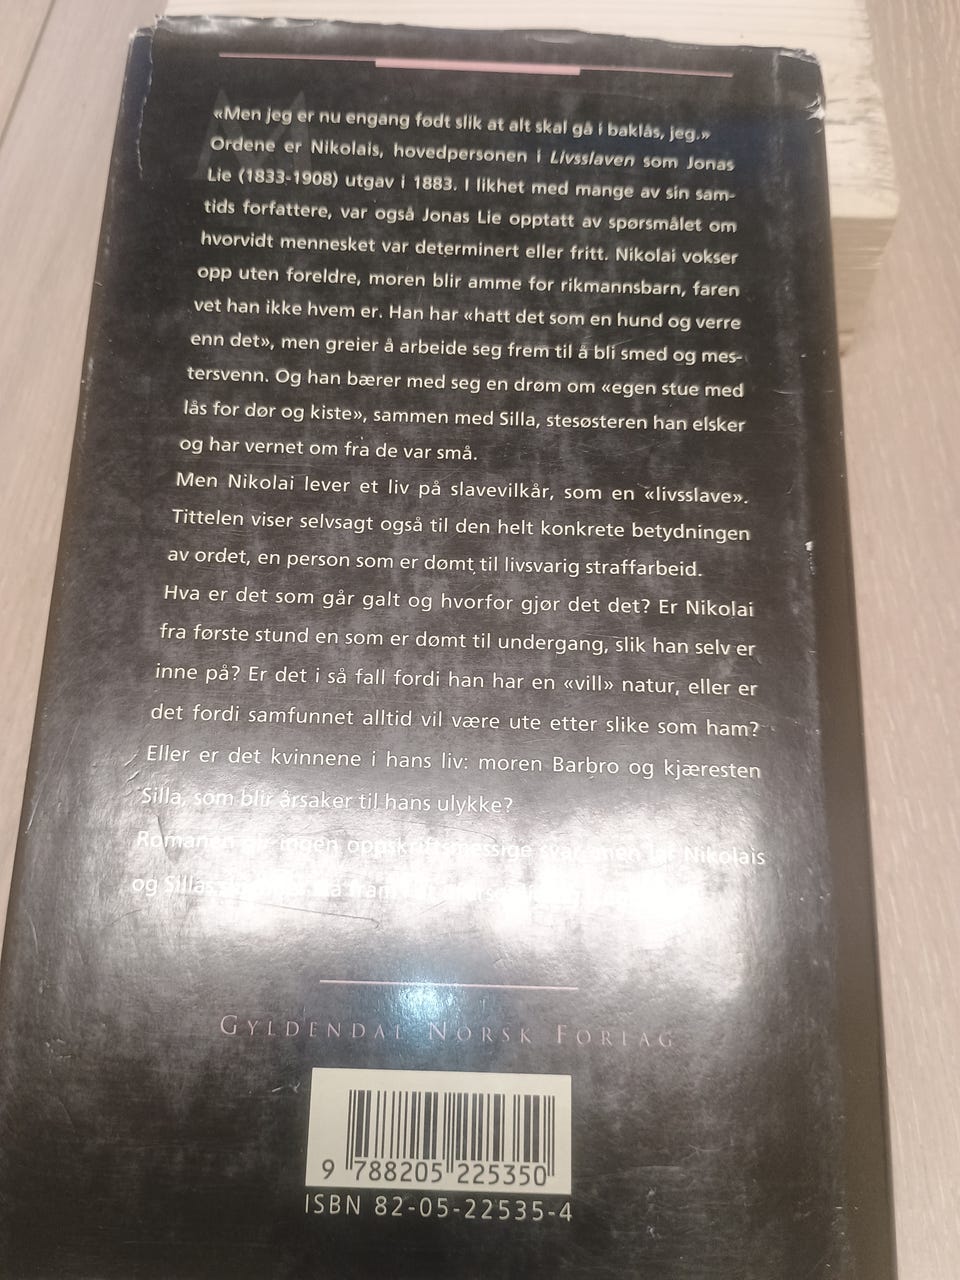 «Men jeg er nu engang født slik at alt skal gå i baklås, jeg.»
Ordene er Nikolais, hovedpersonen i Livsslaven som Jonas
Lie (1833-1908) utgav i 1883. I likhet med mange av sin sam-
tids forfattere, var også Jonas Lie opptatt av spørsmålet om
hvorvidt mennesket var determinert eller fritt. Nikolai vokser
opp uten foreldre, moren blir amme for rikmannsbarn, faren
vet han ikke hvem er. Han har «hatt det som en hund og verre
enn det», men greier å arbeide seg frem til å bli smed og mes-
tersvenn. Og han bærer med seg en drøm om «egen stue med
lås for dør og kiste», sammen med Silla, stesøsteren han elsker
og har vernet om fra de var små.
Men Nikolai lever et liv på slavevilkår, som en «livsslave».
Tittelen viser selvsagt også til den helt konkrete betydningen
av ordet, en person som er dømt til livsvarig straffarbeid.
Hva er det som går galt og hvorfor gjør det det? Er Nikolai
fra første stund en som er dømt til undergang, slik han selv er
inne på? Er det i så fall fordi han har en «vill» natur, eller er
det fordi samfunnet alltid vil være ute etter slike som ham?
Eller er det kvinnene i hans liv: moren Barbro og kjæresten
Silla, som blir årsaker til hans ulykke?
Romanen gir ingen oppskriftsmessige svar, men lar Nikolais
og Sillas
GYLDENDAL NORSK FORLAG
9 788205 225350
ISBN 82-05-22535-4